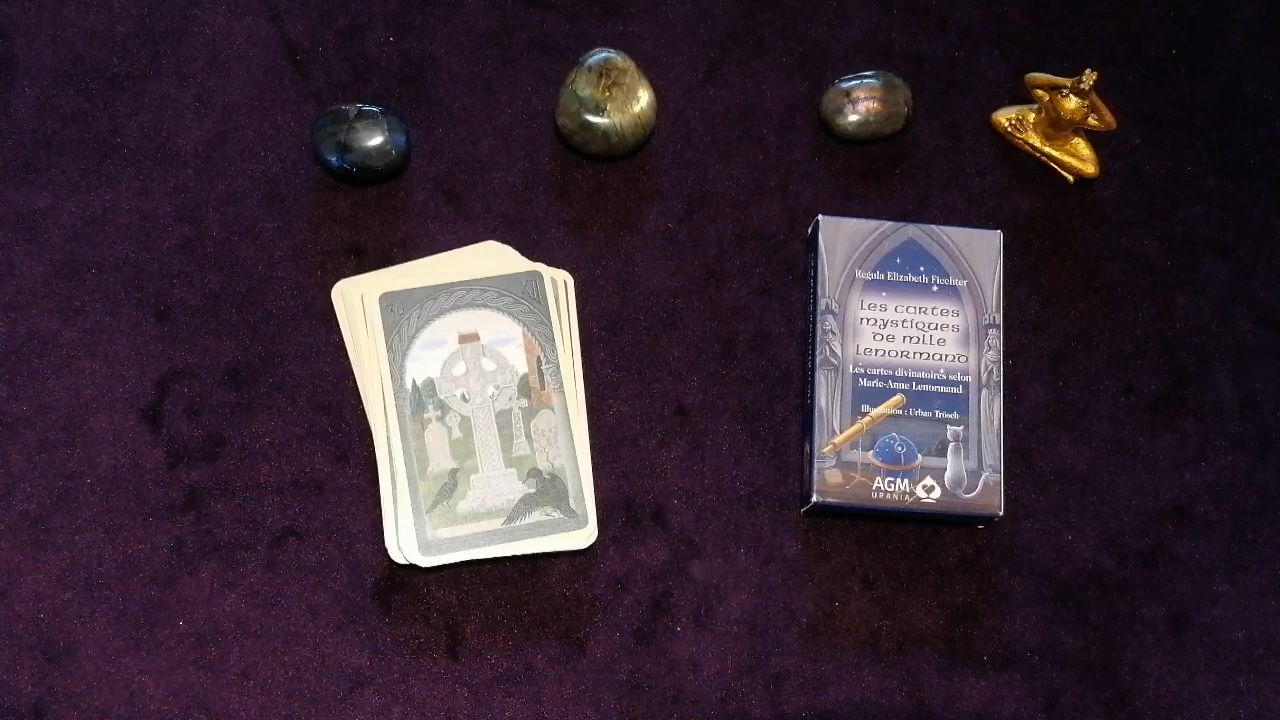 36
VI
Regula Elizabeth Fiechter
Les cartes
mystiques
de mlle
Lenormand
Les cartes divinatoires selon
Marie-Anne Lenormand
Illustration : Urban Trösch
AGM
URANIA